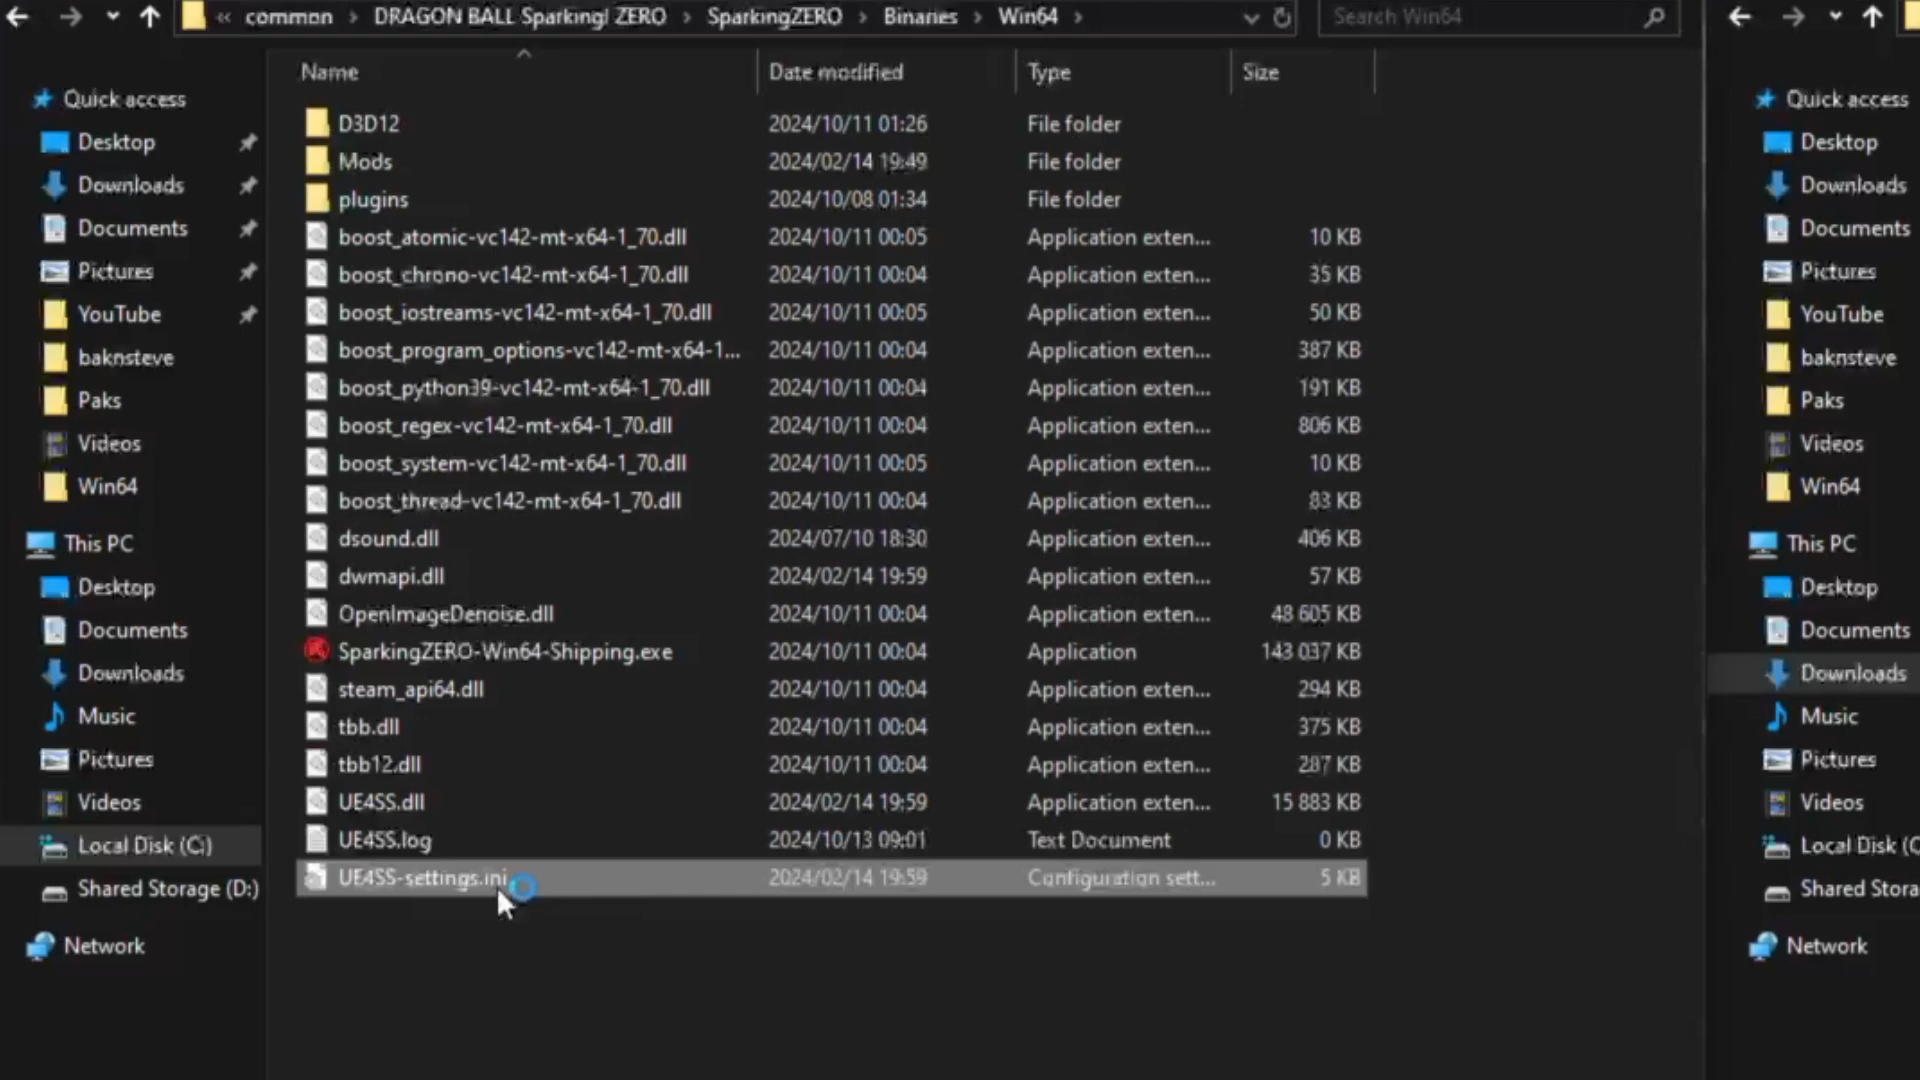 « common > DRAGON BALL Sparking! ZERO > SparkingZERO > Binaries > Win64 >
Search Win64
Quick access
Desktop
Downloads
Documents
Pictures
YouTube
baknsteve
Paks
Videos
Win64
This PC
Desktop
Documents
Downloads
Music
Pictures
Videos
Local Disk (C:)
Shared Storage (D:)
Network
Name Date modified Type Size
D3D12 2024/10/11 01:26 File folder
Mods 2024/02/14 19:49 File folder
plugins 2024/10/08 01:34 File folder
boost_atomic-vc142-mt-x64-1_70.dll 2024/10/11 00:05 Application exten... 10 KB
boost_chrono-vc142-mt-x64-1_70.dll 2024/10/11 00:04 Application exten... 35 KB
boost_iostreams-vc142-mt-x64-1_70.dll 2024/10/11 00:05 Application exten... 50 KB
boost_program_options-vc142-mt-x64-1... 2024/10/11 00:04 Application exten... 387 KB
boost_python39-vc142-mt-x64-1_70.dll 2024/10/11 00:04 Application exten... 191 KB
boost_regex-vc142-mt-x64-1_70.dll 2024/10/11 00:04 Application exten... 806 KB
boost_system-vc142-mt-x64-1_70.dll 2024/10/11 00:05 Application exten... 10 KB
boost_thread-vc142-mt-x64-1_70.dll 2024/10/11 00:04 Application exten... 83 KB
dsound.dll 2024/07/10 18:30 Application exten... 406 KB
dwmapi.dll 2024/02/14 19:59 Application exten... 57 KB
OpenImageDenoise.dll 2024/10/11 00:04 Application exten... 48 605 KB
SparkingZERO-Win64-Shipping.exe 2024/10/11 00:04 Application 143 037 KB
steam_api64.dll 2024/10/11 00:04 Application exten... 294 KB
tbb.dll 2024/10/11 00:04 Application exten... 375 KB
tbb12.dll 2024/10/11 00:04 Application exten... 287 KB
UE4SS.dll 2024/02/14 19:59 Application exten... 15 883 KB
UE4SS.log 2024/10/13 09:01 Text Document 0 KB
UE4SS-settings.ini 2024/02/14 19:59 Configuration sett... 5 KB
Quick access
Desktop
Downloads
Documents
Pictures
YouTube
baknsteve
Paks
Videos
Win64
This PC
Desktop
Documents
Downloads
Music
Pictures
Videos
Local Disk (C
Shared Stora
Network